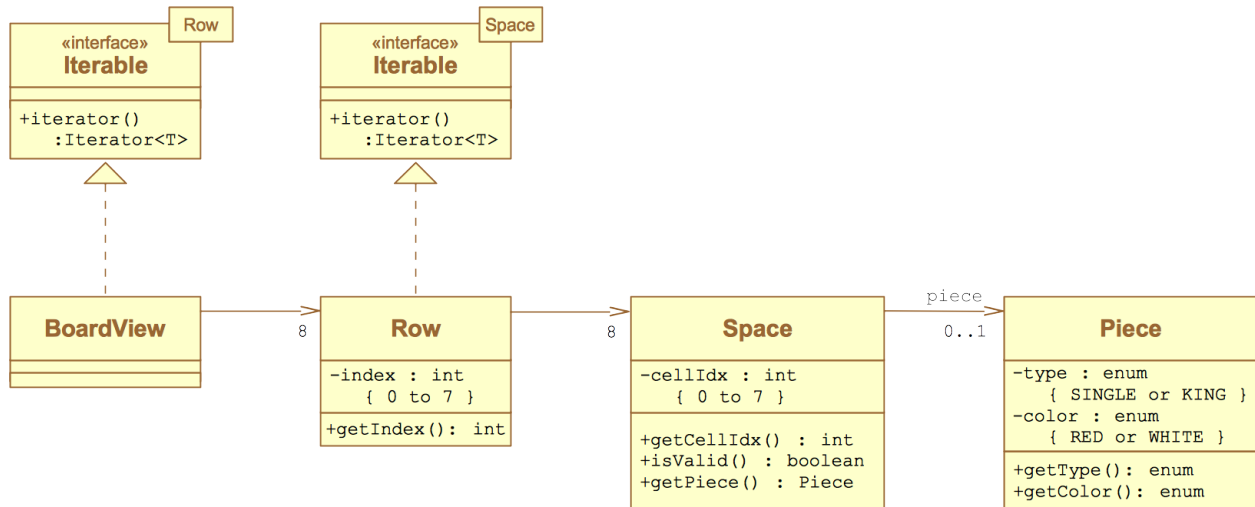 Row
«interface»
Iterable
+iterator()
:Iterator<T>
Space
«interface»
Iterable
+iterator()
:Iterator<T>
BoardView
8
Row
-index : int
{ 0 to 7 }
+getIndex(): int
8
Space
-cellIdx : int
{ 0 to 7 }
+getCellIdx() : int
+isValid() : boolean
+getPiece() : Piece
piece
0..1
Piece
-type : enum
{ SINGLE or KING }
-color : enum
{ RED or WHITE }
+getType(): enum
+getColor(): enum